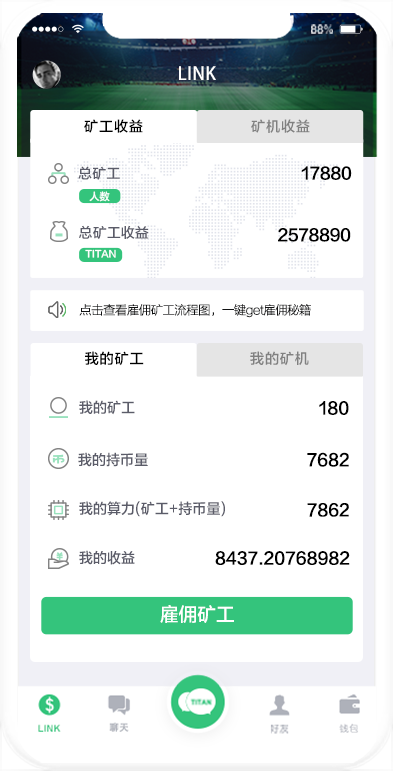 88%
LINK
矿工收益 矿机收益
总矿工 17880
人数
总矿工收益 2578890
TITAN
点击查看雇佣矿工流程图，一键get雇佣秘籍
我的矿工 我的矿机
我的矿工 180
我的持币量 7682
我的算力(矿工+持币量) 7862
我的收益 8437.20768982
雇佣矿工
TITAN
LINK 聊天 好友 钱包